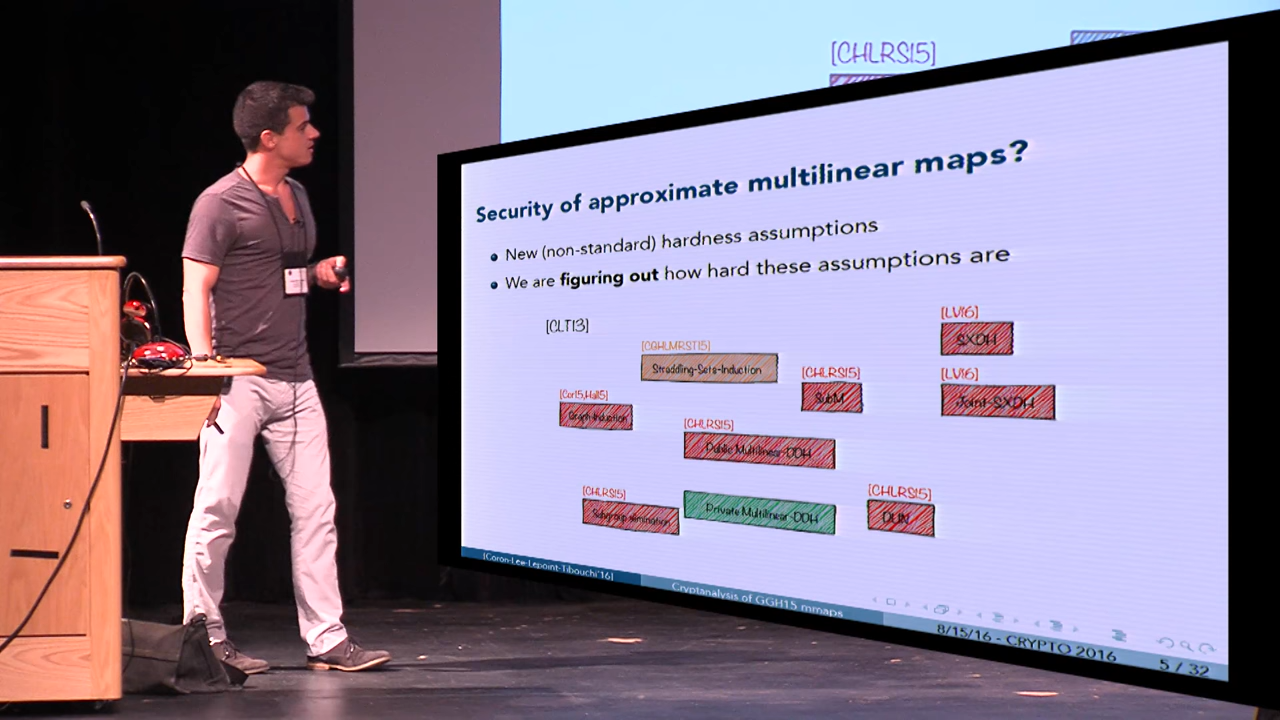 [CHLRS15]
Security of approximate multilinear maps?
• New (non-standard) hardness assumptions
• We are figuring out how hard these assumptions are
[CLT13]
[LV16]
SXDH
[CGHLMRST15]
Straddling-Sets-Induction
[CHLRS15]
SubM
[LV16]
Joint-SXDH
[Cor15,Hal15]
Graph-Induction
[CHLRS15]
Public Multilinear-DDH
[CHLRS15]
Subgroup elimination
Private Multilinear-DDH
[CHLRS15]
DLIN
[Coron-Lee-Lepoint-Tibouchi'16]
Cryptanalysis of GGH15 mmaps
8/15/16 - CRYPTO 2016
5 / 32